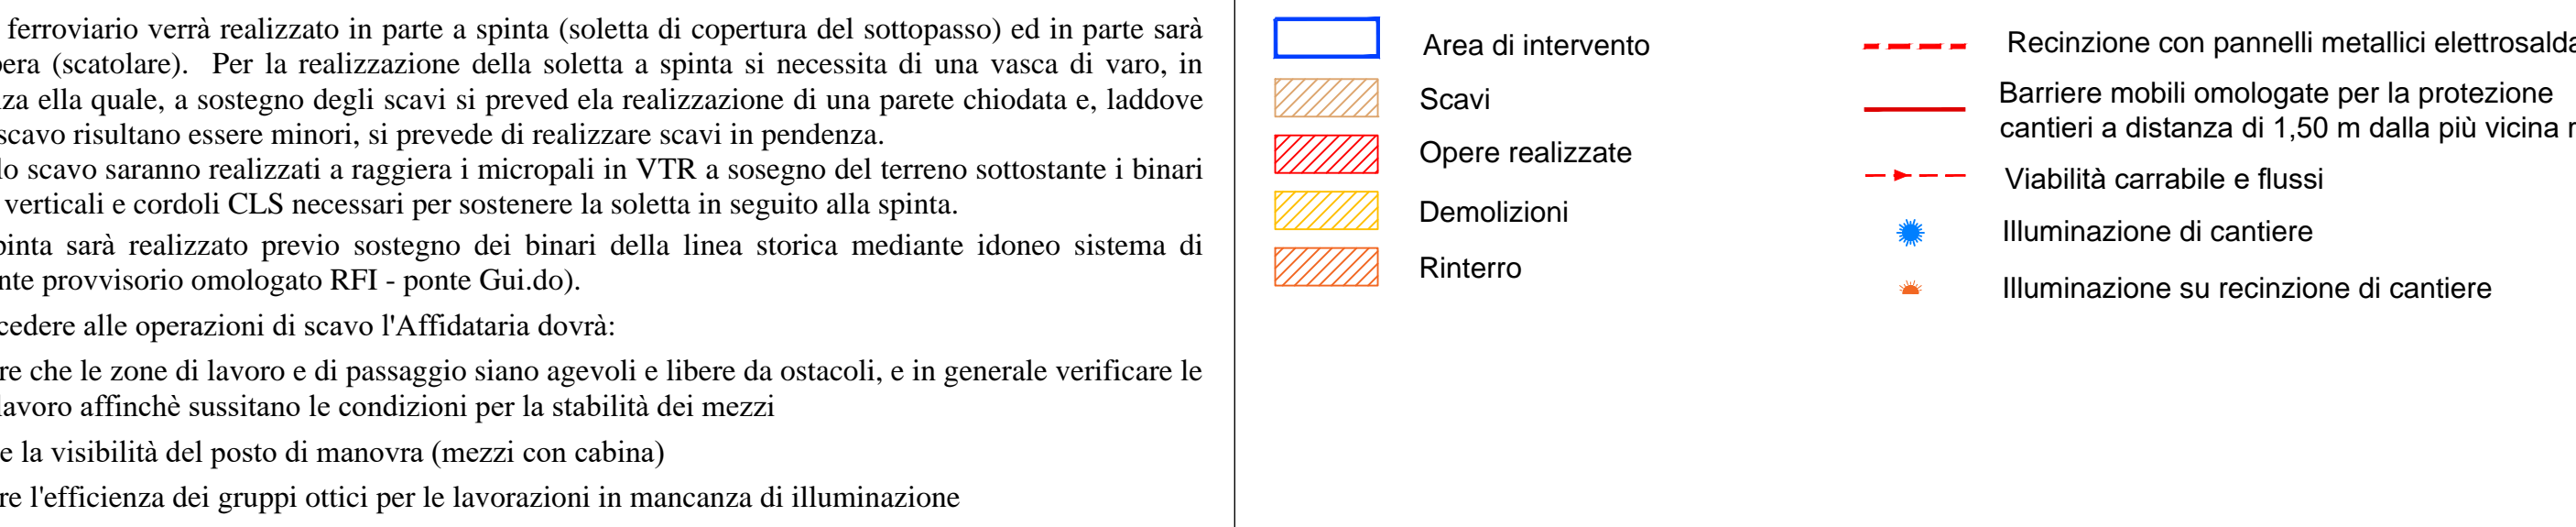 ferroviario verrà realizzato in parte a spinta (soletta di copertura del sottopasso) ed in parte sarà
pera (scatolare). Per la realizzazione della soletta a spinta si necessita di una vasca di varo, in
za ella quale, a sostegno degli scavi si preved ela realizzazione di una parete chiodata e, laddove
scavo risultano essere minori, si prevede di realizzare scavi in pendenza.
lo scavo saranno realizzati a raggiera i micropali in VTR a sosegno del terreno sottostante i binari
verticali e cordoli CLS necessari per sostenere la soletta in seguito alla spinta.
pinta sarà realizzato previo sostegno dei binari della linea storica mediante idoneo sistema di
nte provvisorio omologato RFI - ponte Gui.do).
cedere alle operazioni di scavo l'Affidataria dovrà:
re che le zone di lavoro e di passaggio siano agevoli e libere da ostacoli, e in generale verificare le
lavoro affinchè sussitano le condizioni per la stabilità dei mezzi
e la visibilità del posto di manovra (mezzi con cabina)
re l'efficienza dei gruppi ottici per le lavorazioni in mancanza di illuminazione
Area di intervento
Scavi
Opere realizzate
Demolizioni
Rinterro
Recinzione con pannelli metallici elettrosalda
Barriere mobili omologate per la protezione
cantieri a distanza di 1,50 m dalla più vicina r
Viabilità carrabile e flussi
Illuminazione di cantiere
Illuminazione su recinzione di cantiere